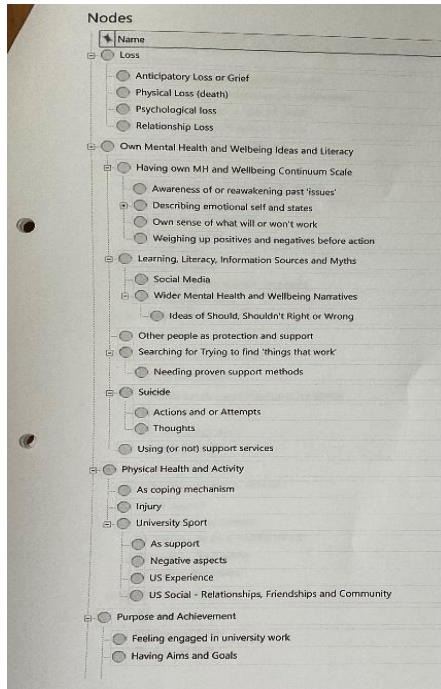 Nodes
Name
Loss
Anticipatory Loss or Grief
Physical Loss (death)
Psychological loss
Relationship Loss
Own Mental Health and Welbeing Ideas and Literacy
Having own MH and Wellbeing Continuum Scale
Awareness of or reawakening past 'issues'
Describing emotional self and states
Own sense of what will or won't work
Weighing up positives and negatives before action
Learning, Literacy, Information Sources and Myths
Social Media
Wider Mental Health and Wellbeing Narratives
Ideas of Should, Shouldn't Right or Wrong
Other people as protection and support
Searching for Trying to find 'things that work'
Needing proven support methods
Suicide
Actions and or Attempts
Thoughts
Using (or not) support services
Physical Health and Activity
As coping mechanism
Injury
University Sport
As support
Negative aspects
US Experience
US Social - Relationships, Friendships and Community
Purpose and Achievement
Feeling engaged in university work
Having Aims and Goals